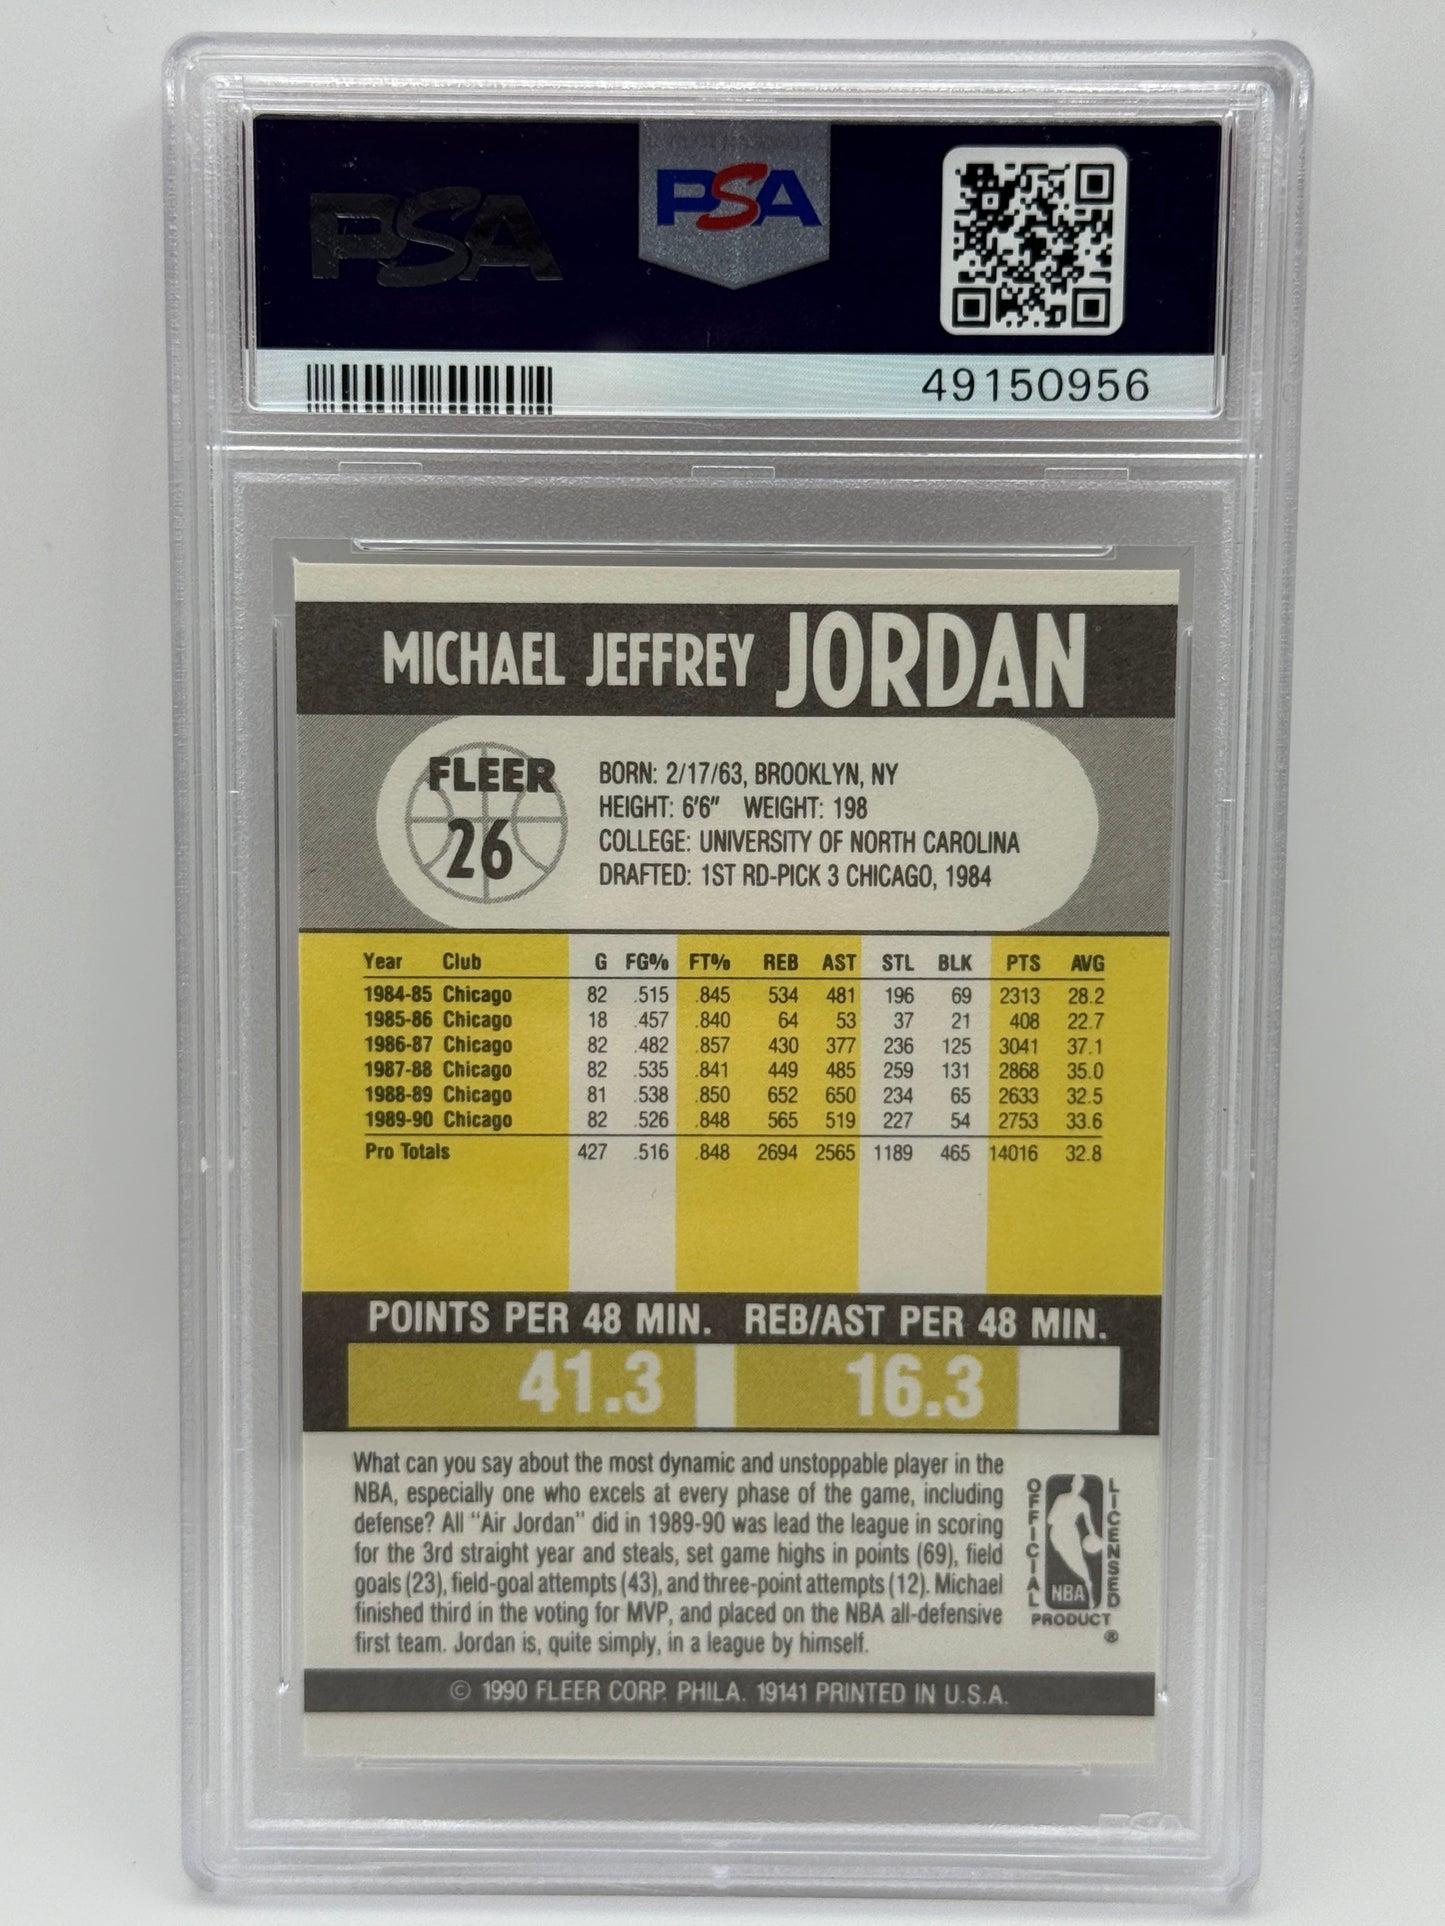 PSA
PSA
49150956
MICHAEL JEFFREY JORDAN
FLEER
26
BORN: 2/17/63, BROOKLYN, NY
HEIGHT: 6'6" WEIGHT: 198
COLLEGE: UNIVERSITY OF NORTH CAROLINA
DRAFTED: 1ST RD-PICK 3 CHICAGO, 1984
Year Club G FG% FT% REB AST STL BLK PTS AVG
1984-85 Chicago 82 .515 .845 534 481 196 69 2313 28.2
1985-86 Chicago 18 .457 .840 64 53 37 21 408 22.7
1986-87 Chicago 82 .482 .857 430 377 236 125 3041 37.1
1987-88 Chicago 82 .535 .841 449 485 259 131 2868 35.0
1988-89 Chicago 81 .538 .850 652 650 234 65 2633 32.5
1989-90 Chicago 82 .526 .848 565 519 227 54 2753 33.6
Pro Totals 427 .516 .848 2694 2565 1189 465 14016 32.8
POINTS PER 48 MIN. REB/AST PER 48 MIN.
41.3 16.3
What can you say about the most dynamic and unstoppable player in the
NBA, especially one who excels at every phase of the game, including
defense? All "Air Jordan" did in 1989-90 was lead the league in scoring
for the 3rd straight year and steals, set game highs in points (69), field
goals (23), field-goal attempts (43), and three-point attempts (12). Michael
finished third in the voting for MVP, and placed on the NBA all-defensive
first team. Jordan is, quite simply, in a league by himself.
OFFICIAL LICENSED
NBA
PRODUCT
®
© 1990 FLEER CORP. PHILA. 19141 PRINTED IN U.S.A.
PSA